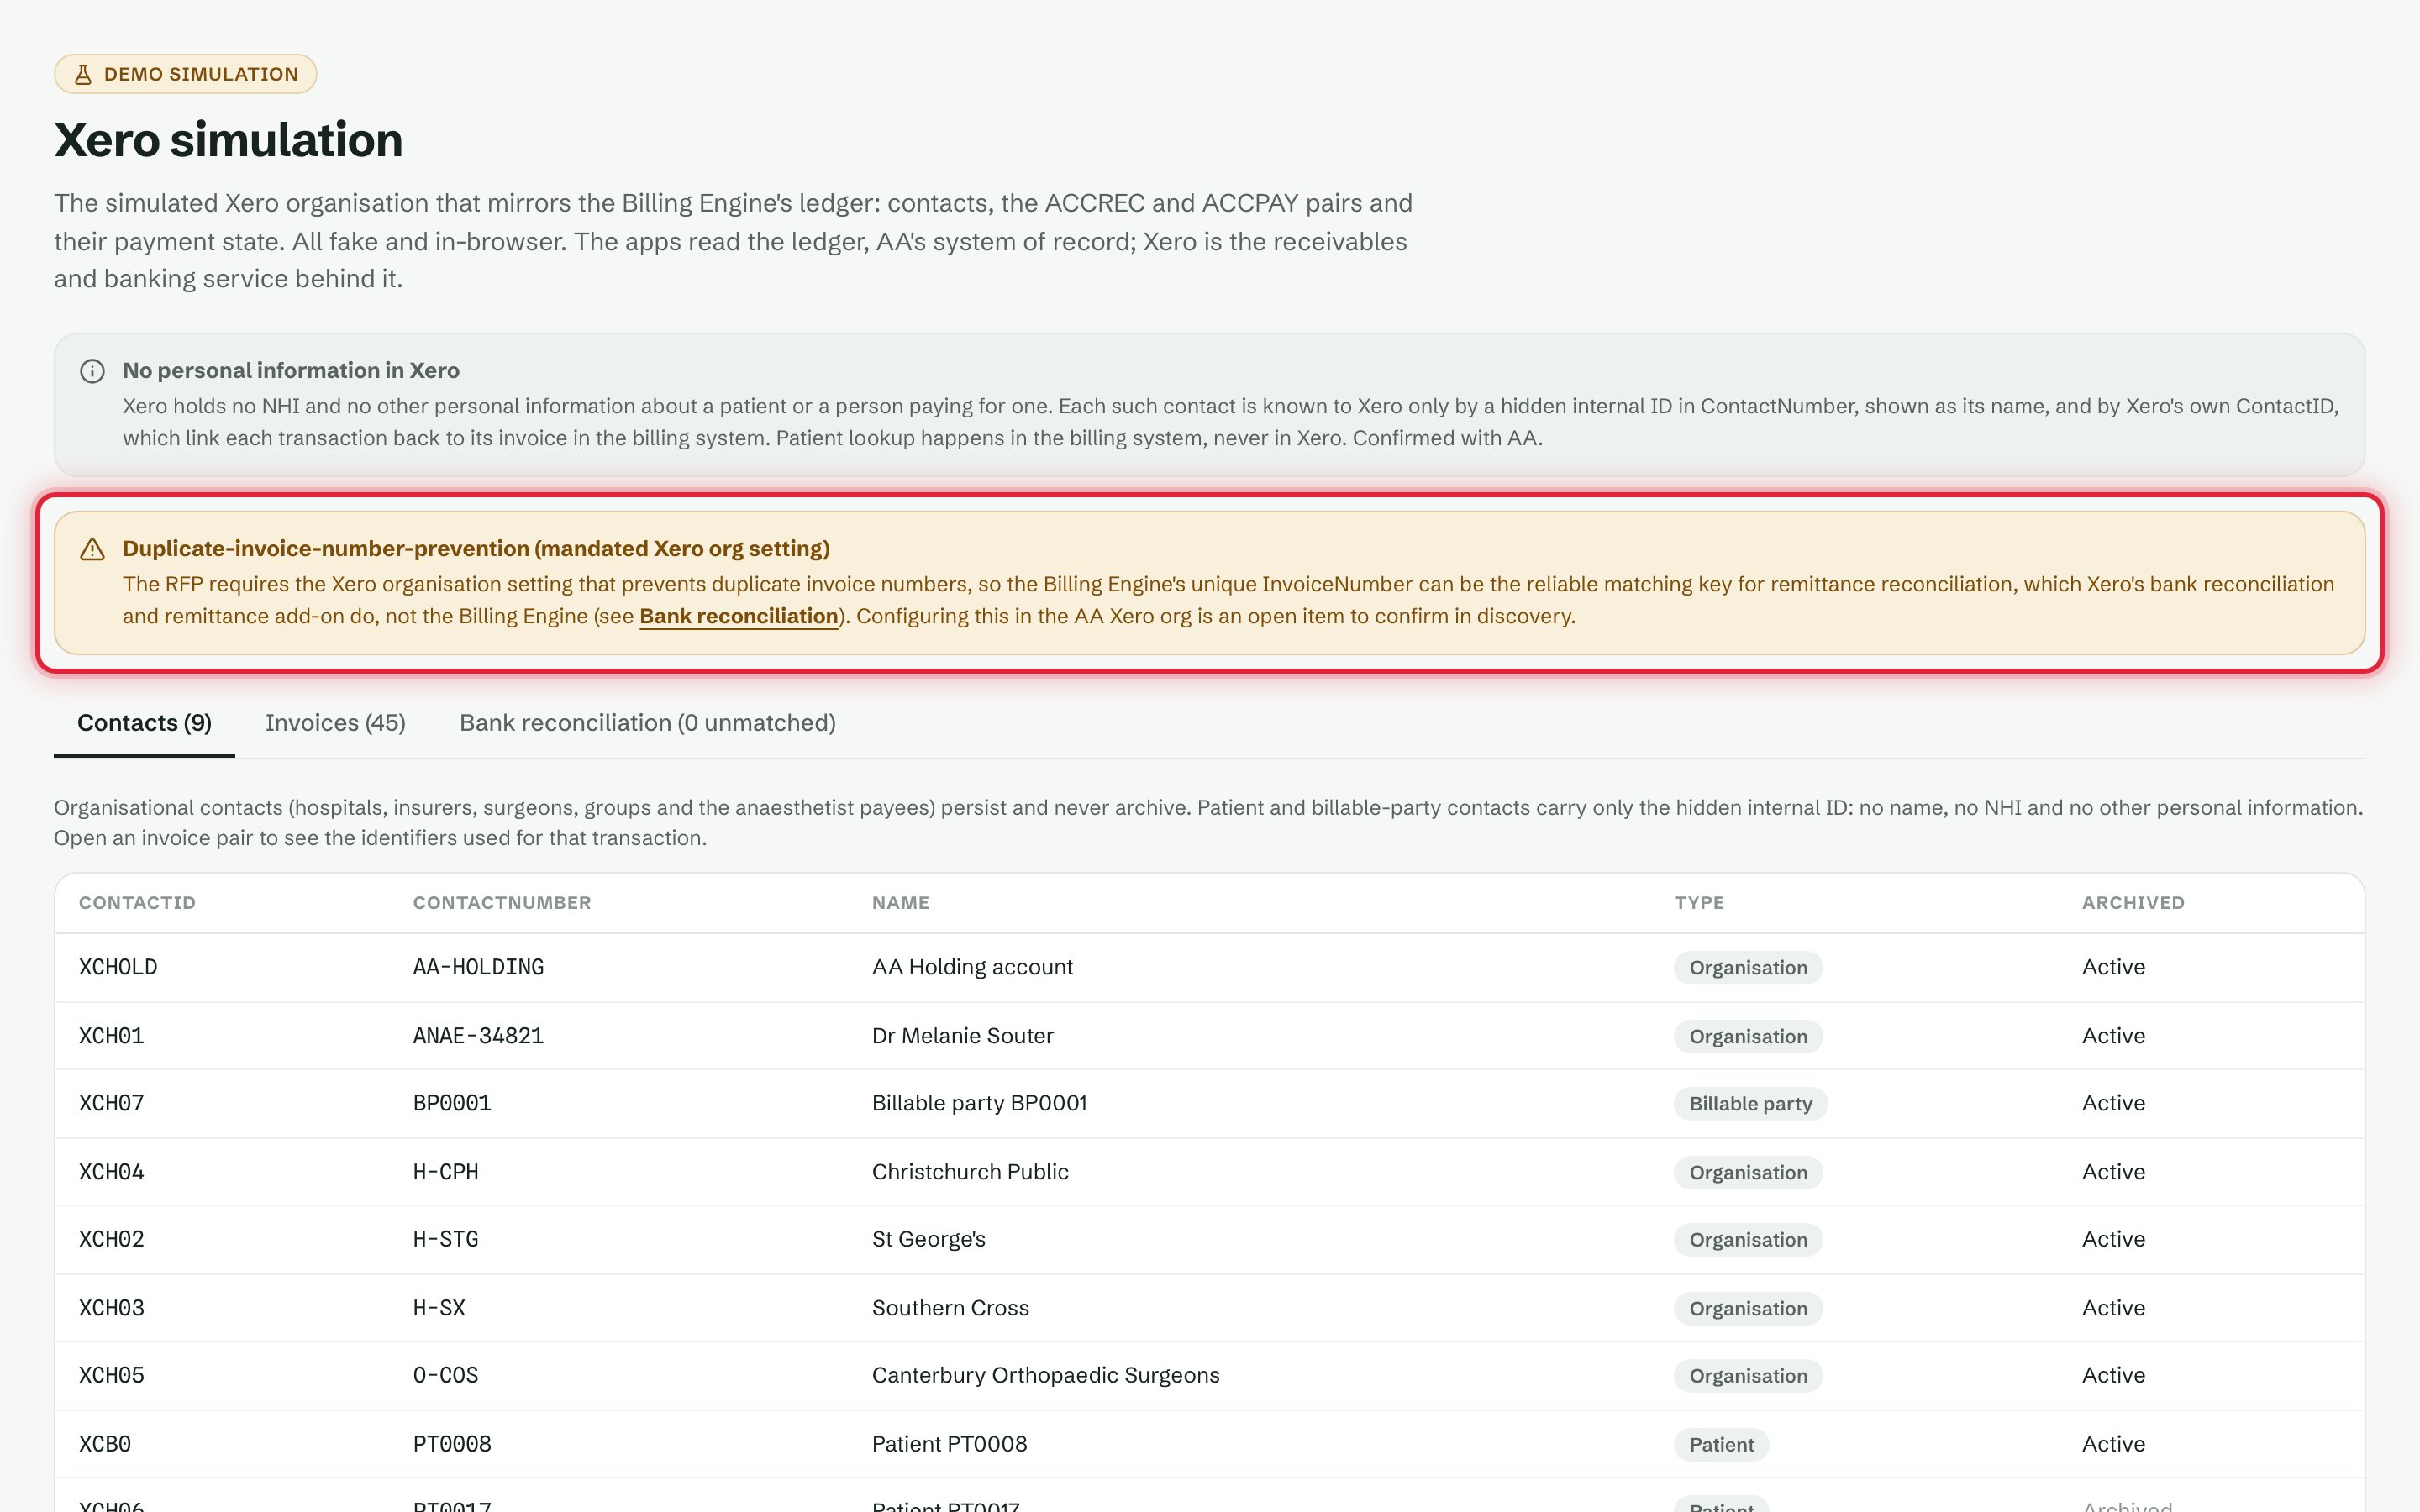 DEMO SIMULATION
Xero simulation
The simulated Xero organisation that mirrors the Billing Engine's ledger: contacts, the ACCREC and ACCPAY pairs and
their payment state. All fake and in-browser. The apps read the ledger, AA's system of record; Xero is the receivables
and banking service behind it.
No personal information in Xero
Xero holds no NHI and no other personal information about a patient or a person paying for one. Each such contact is known to Xero only by a hidden internal ID in ContactNumber, shown as its name, and by Xero's own ContactID,
which link each transaction back to its invoice in the billing system. Patient lookup happens in the billing system, never in Xero. Confirmed with AA.
Duplicate-invoice-number-prevention (mandated Xero org setting)
The RFP requires the Xero organisation setting that prevents duplicate invoice numbers, so the Billing Engine's unique InvoiceNumber can be the reliable matching key for remittance reconciliation, which Xero's bank reconciliation
and remittance add-on do, not the Billing Engine (see Bank reconciliation). Configuring this in the AA Xero org is an open item to confirm in discovery.
Contacts (9) Invoices (45) Bank reconciliation (0 unmatched)
Organisational contacts (hospitals, insurers, surgeons, groups and the anaesthetist payees) persist and never archive. Patient and billable-party contacts carry only the hidden internal ID: no name, no NHI and no other personal information.
Open an invoice pair to see the identifiers used for that transaction.
CONTACTID CONTACTNUMBER NAME TYPE ARCHIVED
XCHOLD AA-HOLDING AA Holding account Organisation Active
XCH01 ANAE-34821 Dr Melanie Souter Organisation Active
XCH07 BP0001 Billable party BP0001 Billable party Active
XCH04 H-CPH Christchurch Public Organisation Active
XCH02 H-STG St George's Organisation Active
XCH03 H-SX Southern Cross Organisation Active
XCH05 O-COS Canterbury Orthopaedic Surgeons Organisation Active
XCB0 PT0008 Patient PT0008 Patient Active
XCH06 PT0017 Patient PT0017 Patient Archived